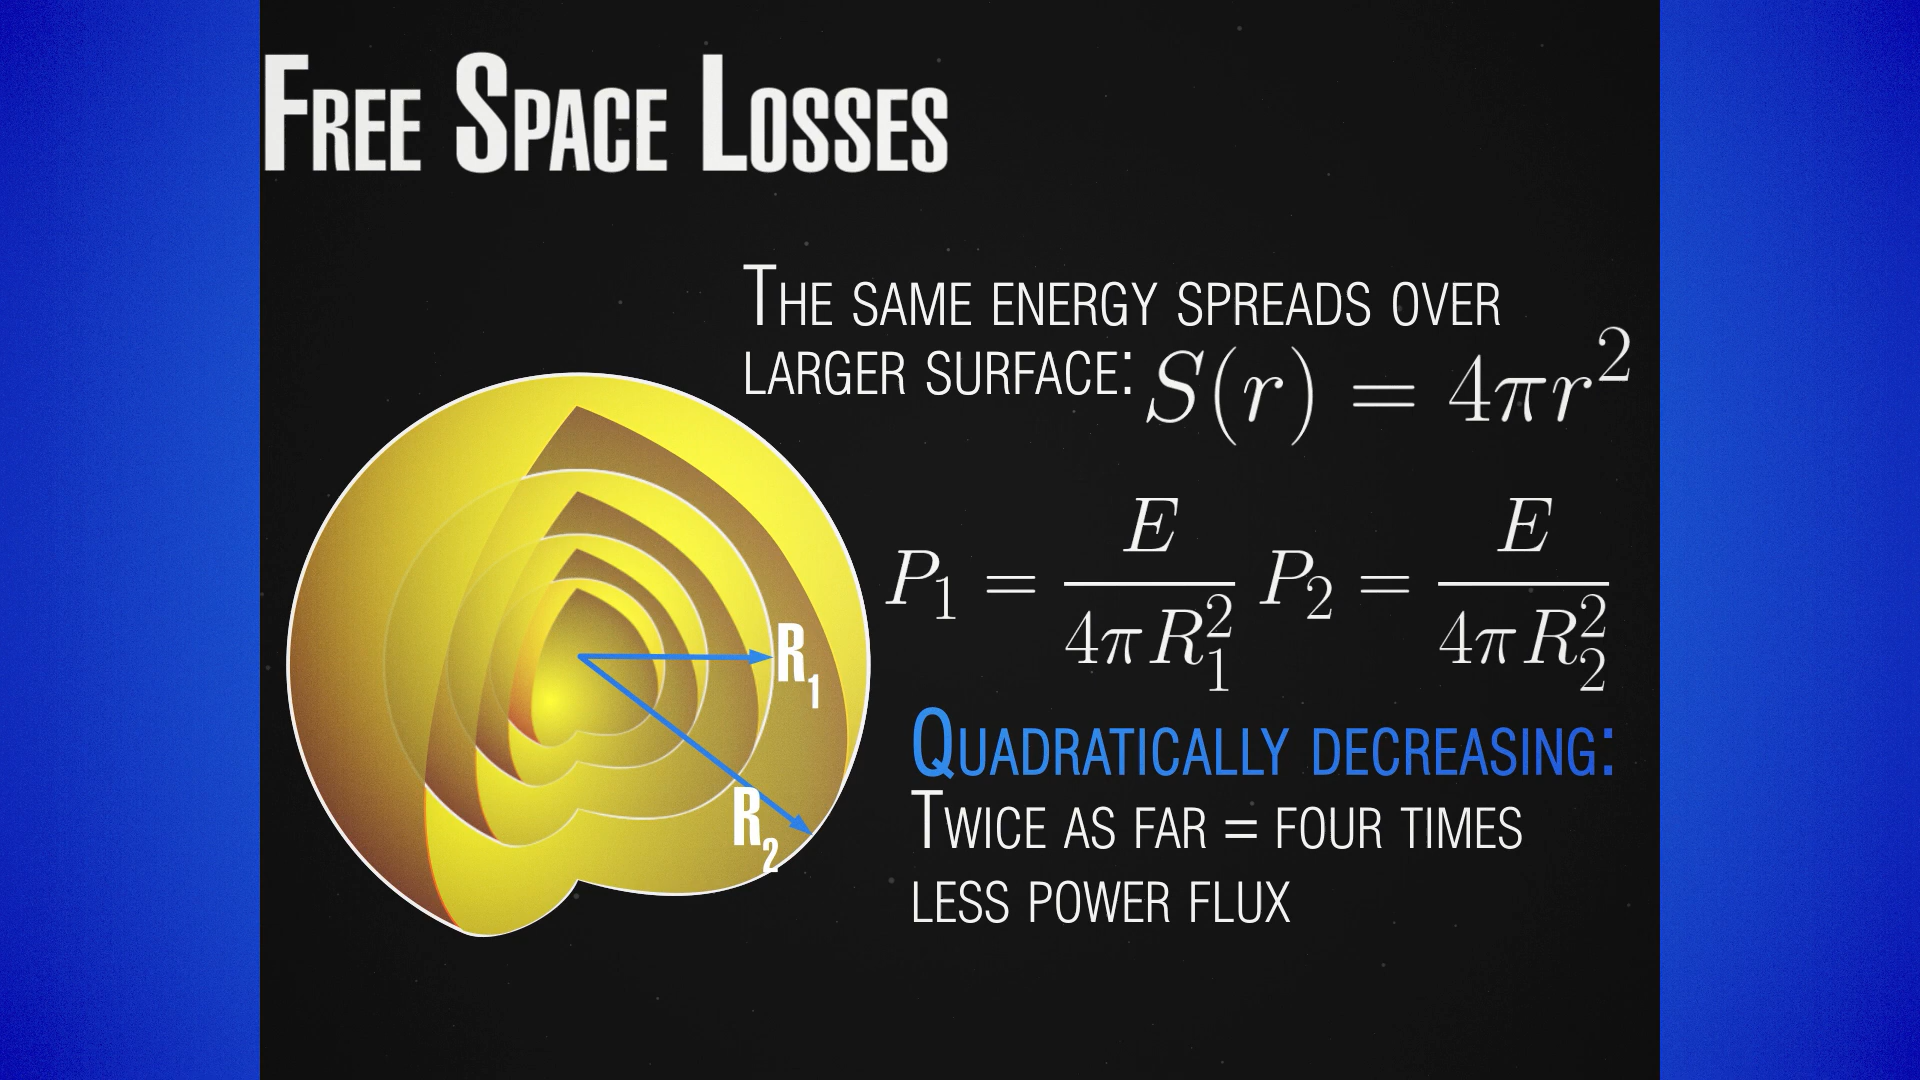 FREE SPACE LOSSES
THE SAME ENERGY SPREADS OVER
LARGER SURFACE: S(r) = 4πr²
P₁ = E / 4πR₁² P₂ = E / 4πR₂²
R₁
R₂
QUADRATICALLY DECREASING:
TWICE AS FAR = FOUR TIMES
LESS POWER FLUX